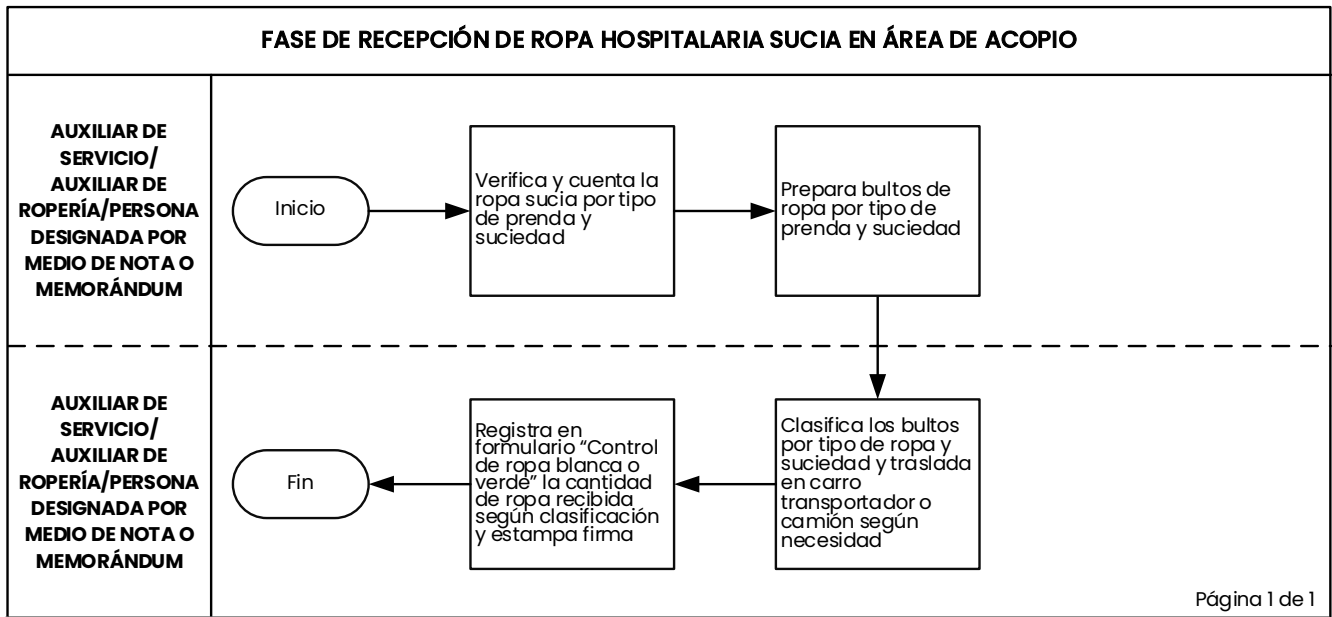 FASE DE RECEPCIÓN DE ROPA HOSPITALARIA SUCIA EN ÁREA DE ACOPIO
AUXILIAR DE
SERVICIO/
AUXILIAR DE
ROPERÍA/PERSONA
DESIGNADA POR
MEDIO DE NOTA O
MEMORÁNDUM
Inicio
Verifica y cuenta la
ropa sucia por tipo
de prenda y
suciedad
Prepara bultos de
ropa por tipo de
prenda y suciedad
AUXILIAR DE
SERVICIO/
AUXILIAR DE
ROPERÍA/PERSONA
DESIGNADA POR
MEDIO DE NOTA O
MEMORÁNDUM
Clasifica los bultos
por tipo de ropa y
suciedad y traslada
en carro
transportador o
camión según
necesidad
Registra en
formulario “Control
de ropa blanca o
verde” la cantidad
de ropa recibida
según clasificación
y estampa firma
Fin
Página 1 de 1